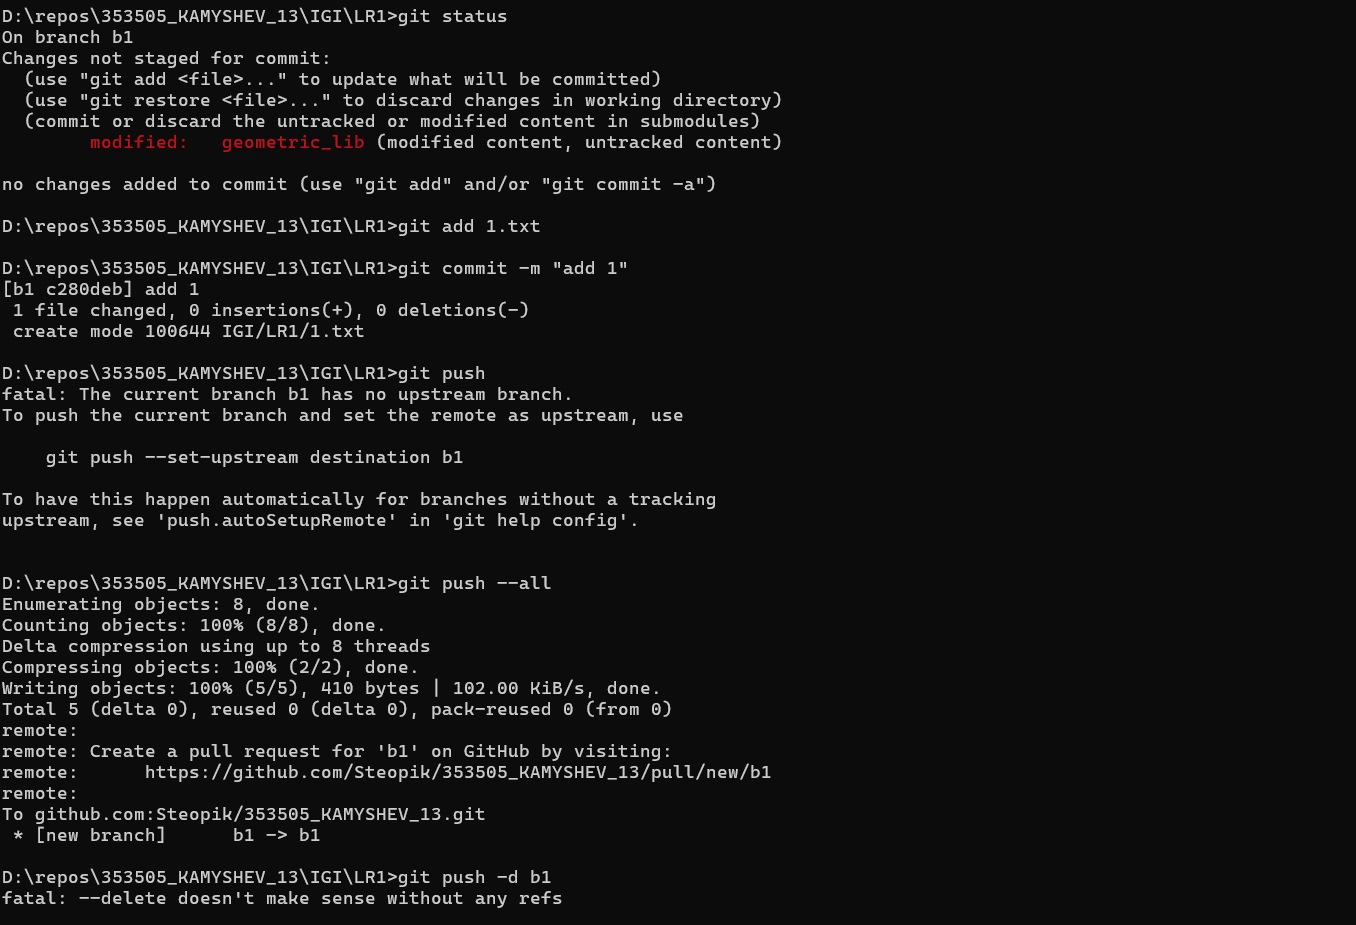 D:\repos\353505_KAMYSHEV_13\IGI\LR1>git status
On branch b1
Changes not staged for commit:
  (use "git add <file>..." to update what will be committed)
  (use "git restore <file>..." to discard changes in working directory)
  (commit or discard the untracked or modified content in submodules)
        modified:   geometric_lib (modified content, untracked content)

no changes added to commit (use "git add" and/or "git commit -a")

D:\repos\353505_KAMYSHEV_13\IGI\LR1>git add 1.txt

D:\repos\353505_KAMYSHEV_13\IGI\LR1>git commit -m "add 1"
[b1 c280deb] add 1
 1 file changed, 0 insertions(+), 0 deletions(-)
 create mode 100644 IGI/LR1/1.txt

D:\repos\353505_KAMYSHEV_13\IGI\LR1>git push
fatal: The current branch b1 has no upstream branch.
To push the current branch and set the remote as upstream, use

    git push --set-upstream destination b1

To have this happen automatically for branches without a tracking
upstream, see 'push.autoSetupRemote' in 'git help config'.


D:\repos\353505_KAMYSHEV_13\IGI\LR1>git push --all
Enumerating objects: 8, done.
Counting objects: 100% (8/8), done.
Delta compression using up to 8 threads
Compressing objects: 100% (2/2), done.
Writing objects: 100% (5/5), 410 bytes | 102.00 KiB/s, done.
Total 5 (delta 0), reused 0 (delta 0), pack-reused 0 (from 0)
remote:
remote: Create a pull request for 'b1' on GitHub by visiting:
remote:      https://github.com/Steopik/353505_KAMYSHEV_13/pull/new/b1
remote:
To github.com:Steopik/353505_KAMYSHEV_13.git
 * [new branch]      b1 -> b1

D:\repos\353505_KAMYSHEV_13\IGI\LR1>git push -d b1
fatal: --delete doesn't make sense without any refs